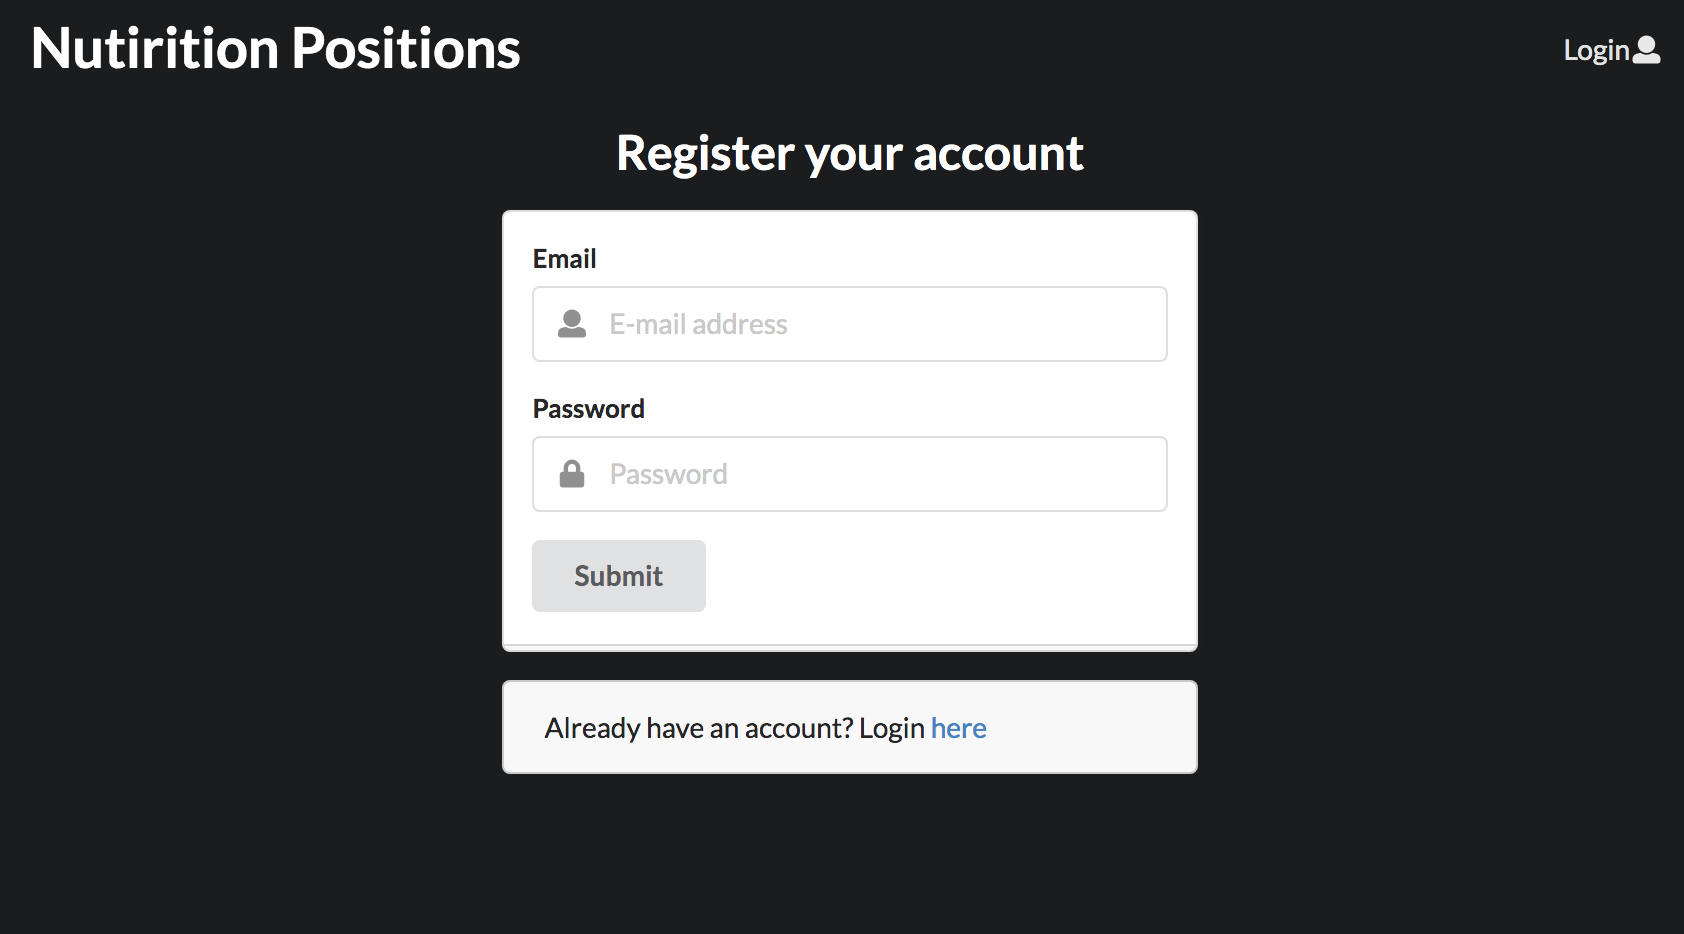 Nutirition Positions
Login
Register your account
Email
E-mail address
Password
Password
Submit
Already have an account? Login here